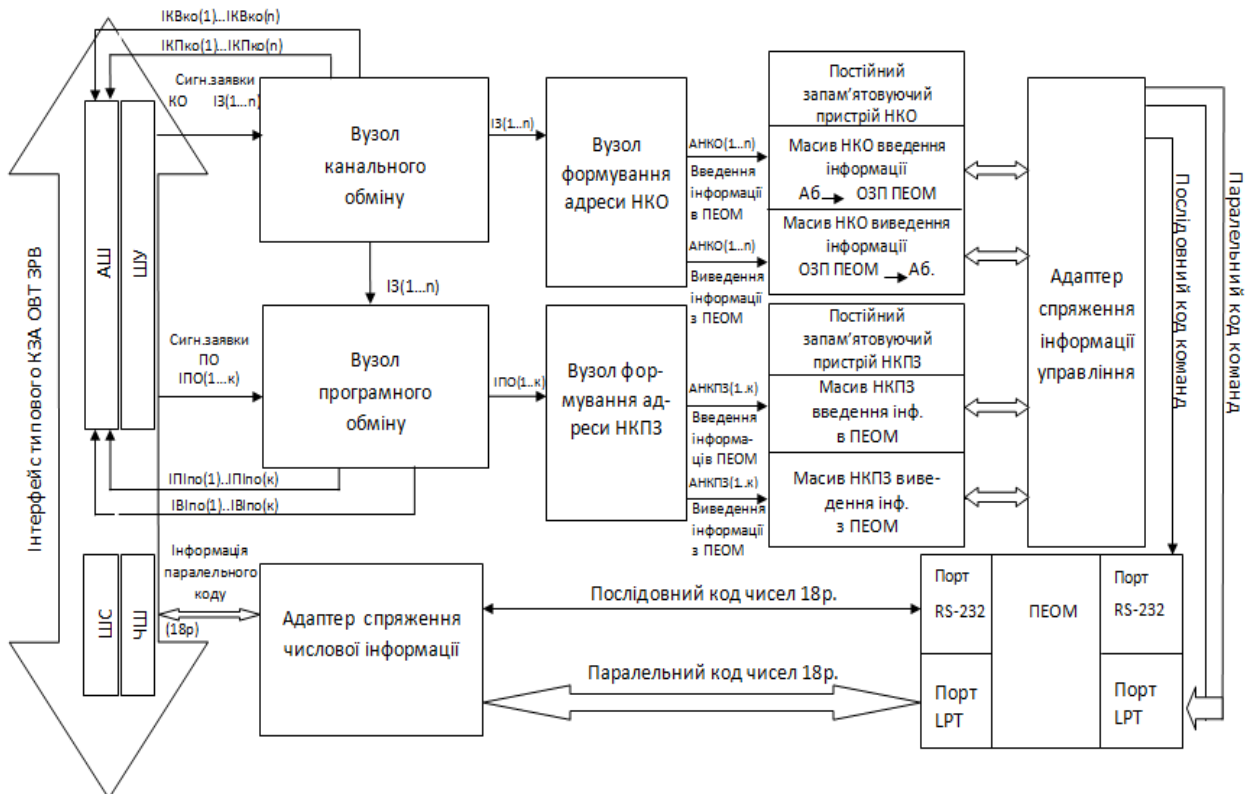 ІКВко(1)...ІКВко(n)
ІКПко(1)...ІКПко(n)
Сигн.заявки
КО ІЗ(1...n)
Інтерфейс типового КЗА ОВТ ЗРВ
АШ
ШУ
Вузол
канального
обміну
ІЗ(1...n)
ІЗ(1...n)
Вузол
формування
адреси НКО
АНКО(1...n)
Введення
інформації
в ПЕОМ
АНКО(1...n)
Виведення
інформації
з ПЕОМ
Постійний
запам’ятовуючий
пристрій НКО
Масив НКО введення
інформації
Аб ОЗП ПЕОМ
Масив НКО виведення
інформації
ОЗП ПЕОМ Аб.
Адаптер
спряження
інформації
управління
Послідовний код команд
Паралельний код команд
Сигн.заявки
ПО
ІПО(1...к)
Вузол
програмного
обміну
ІПО(1..к)
Вузол фор-
мування ад-
реси НКПЗ
АНКПЗ(1..к)
Введення
інформа-
ців ПЕОМ
АНКПЗ(1..к)
Виведення
інформації
з ПЕОМ
Постійний
запам’ятовуючий
пристрій НКПЗ
Масив НКПЗ
введення інф.
в ПЕОМ
Масив НКПЗ виве-
дення інф.
з ПЕОМ
ІПІпо(1)..ІПІпо(к)
ІВІпо(1)..ІВІпо(к)
ШС
ЧШ
Інформація
паралельного
коду
(18р)
Адаптер спряження
числової інформації
Послідовний код чисел 18р.
Паралельний код чисел 18р.
Порт
RS-232
ПЕОМ
Порт
RS-232
Порт
LPT
Порт
LPT